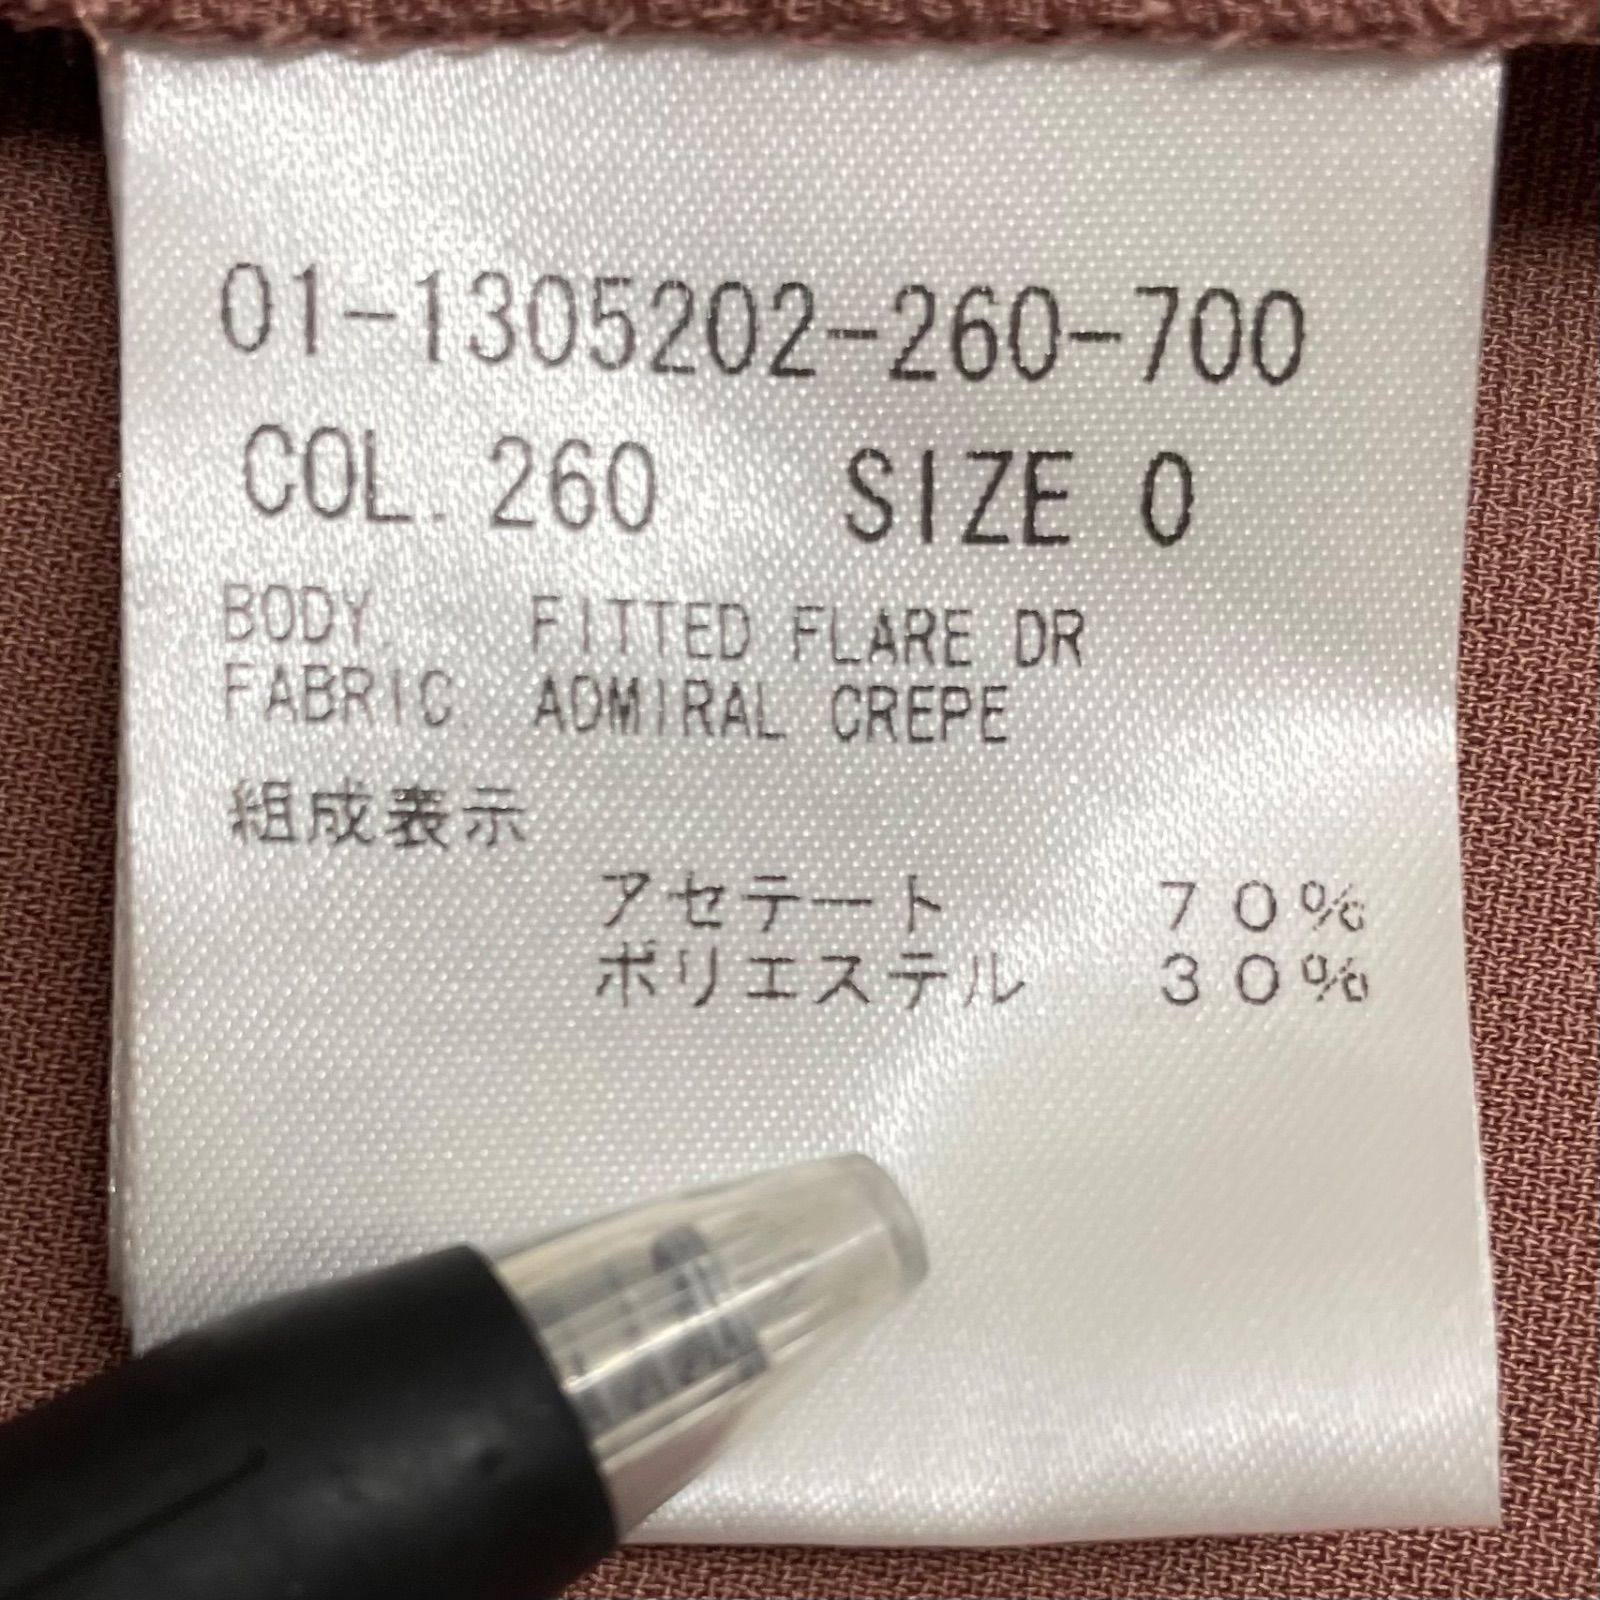 01-1305202-260-700
COL. 260 SIZE 0
BODY. FITTED FLARE DR
FABRIC. ADMIRAL CREPE
組成表示
アセテート 70%
ポリエステル 30%